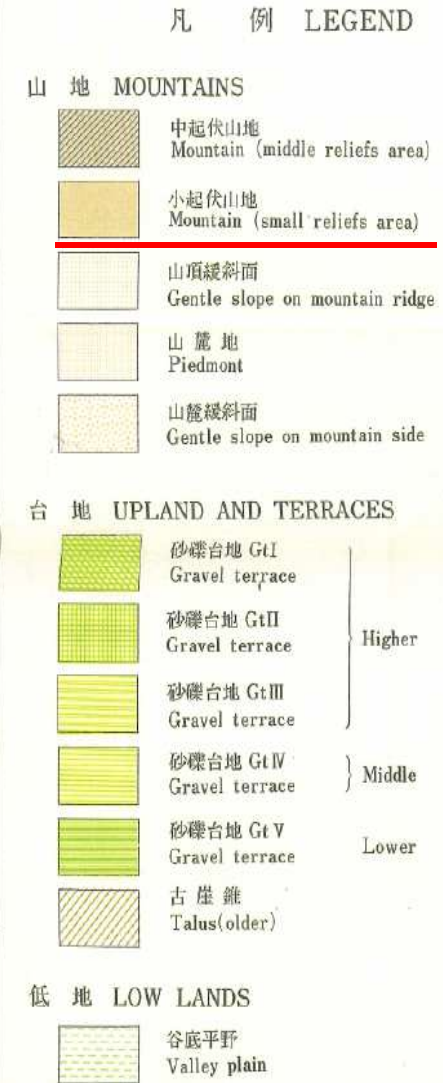 凡 例 LEGEND
山 地 MOUNTAINS
中起伏山地
Mountain (middle reliefs area)
小起伏山地
Mountain (small reliefs area)
山頂緩斜面
Gentle slope on mountain ridge
山 麓 地
Piedmont
山麓緩斜面
Gentle slope on mountain side
台 地 UPLAND AND TERRACES
砂礫台地 GtI
Gravel terrace
砂礫台地 GtII
Gravel terrace
Higher
砂礫台地 GtIII
Gravel terrace
砂礫台地 GtIV
Gravel terrace
Middle
砂礫台地 GtV
Gravel terrace
Lower
古 崖 錐
Talus(older)
低 地 LOW LANDS
谷底平野
Valley plain